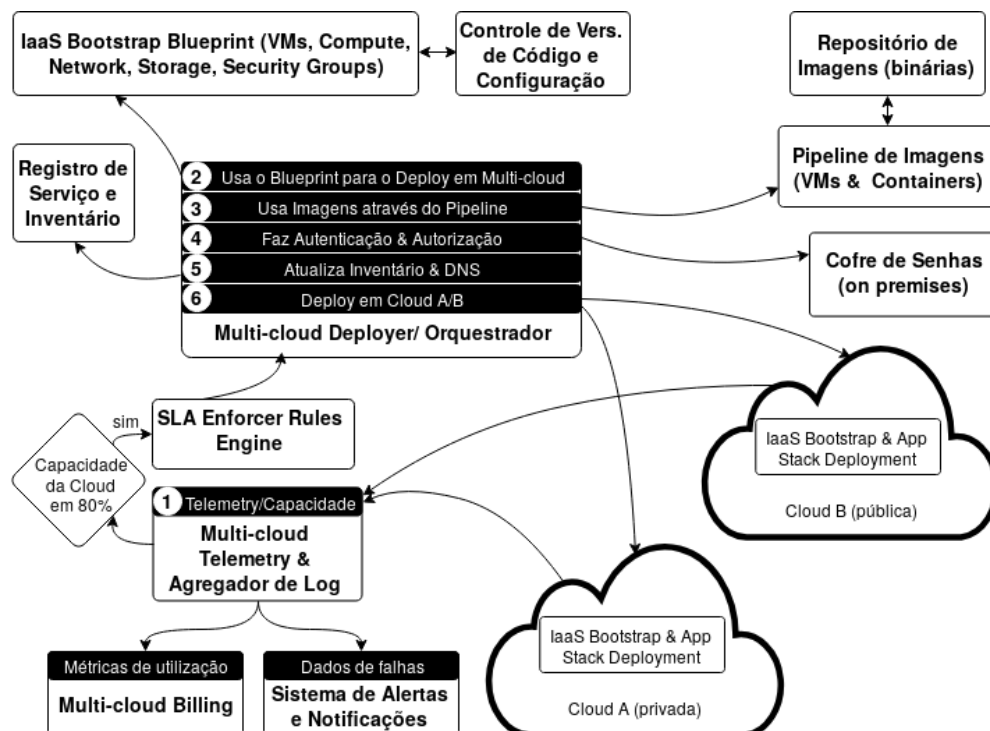 IaaS Bootstrap Blueprint (VMs, Compute,
Network, Storage, Security Groups)
Controle de Vers.
de Código e
Configuração
Repositório de
Imagens (binárias)
Registro de
Serviço e
Inventário
2 Usa o Blueprint para o Deploy em Multi-cloud
3 Usa Imagens através do Pipeline
4 Faz Autenticação & Autorização
5 Atualiza Inventário & DNS
6 Deploy em Cloud A/B
Multi-cloud Deployer/ Orquestrador
Pipeline de Imagens
(VMs & Containers)
Cofre de Senhas
(on premises)
sim
SLA Enforcer Rules
Engine
Capacidade
da Cloud
em 80%
1 Telemetry/Capacidade
Multi-cloud
Telemetry &
Agregador de Log
IaaS Bootstrap & App
Stack Deployment
Cloud B (pública)
IaaS Bootstrap & App
Stack Deployment
Cloud A (privada)
Métricas de utilização
Multi-cloud Billing
Dados de falhas
Sistema de Alertas
e Notificações